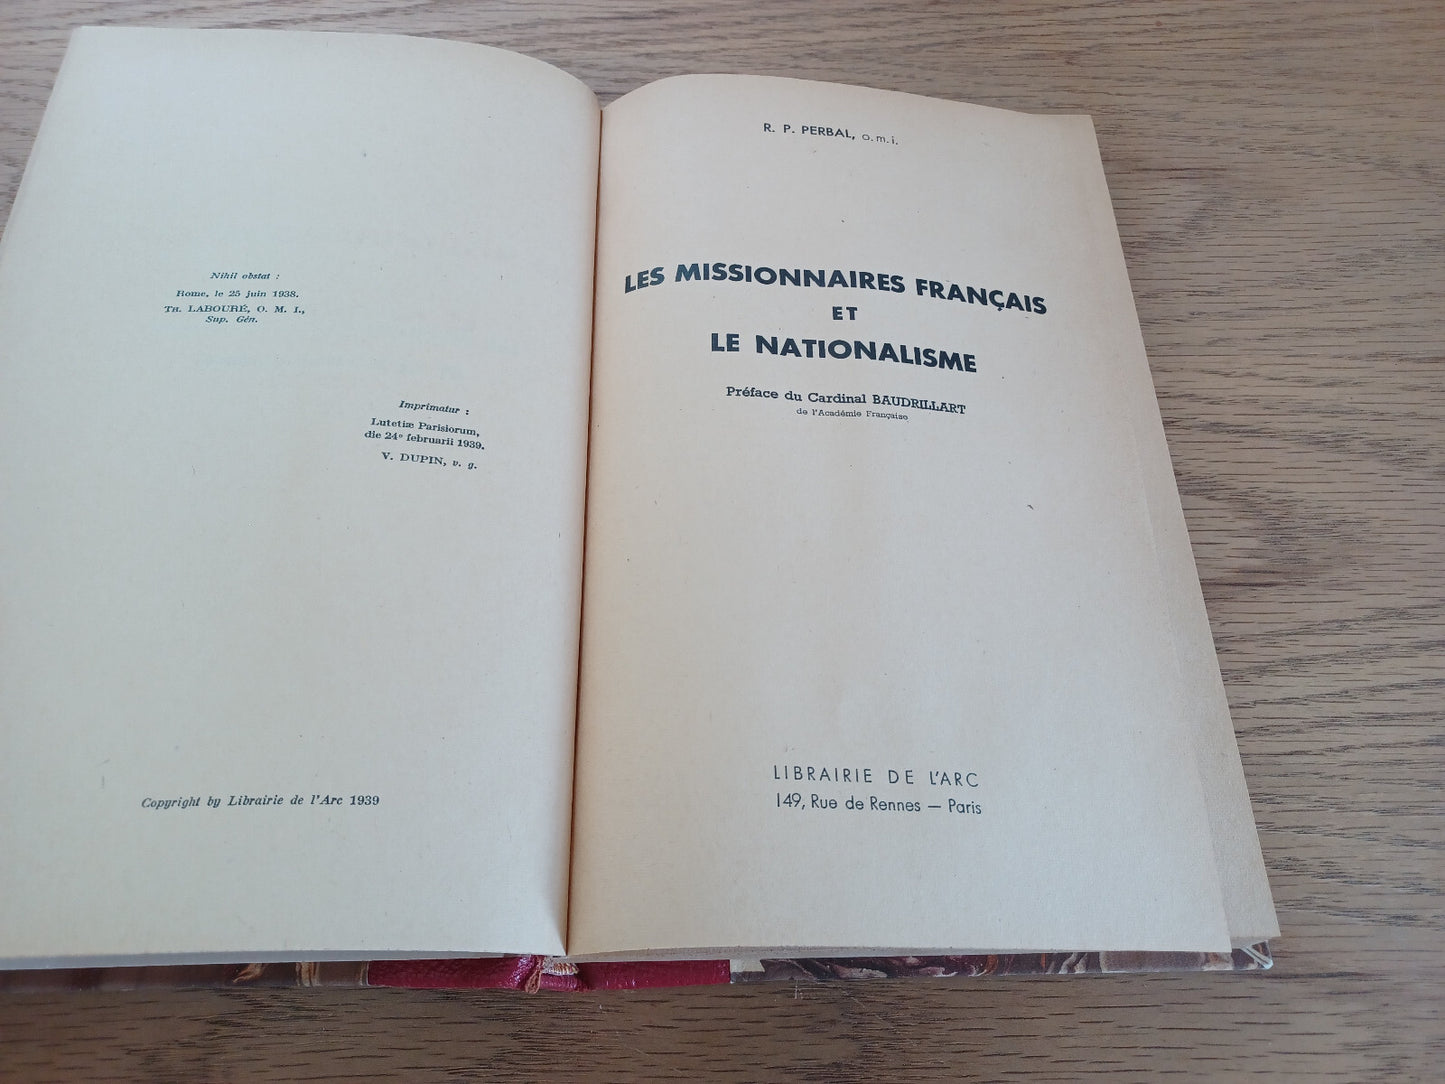 Nihil obstat :
Rome, le 25 juin 1938.
TH. LABOURÉ, O. M. I.,
Sup. Gén.
Imprimatur :
Lutetiæ Parisiorum,
die 24ª februarii 1939.
V. DUPIN, v. g.
Copyright by Librairie de l'Arc 1939
R. P. PERBAL, o.m.i.
LES MISSIONNAIRES FRANÇAIS
ET
LE NATIONALISME
Préface du Cardinal BAUDRILLART
de l'Académie Française
LIBRAIRIE DE L'ARC
149, Rue de Rennes — Paris